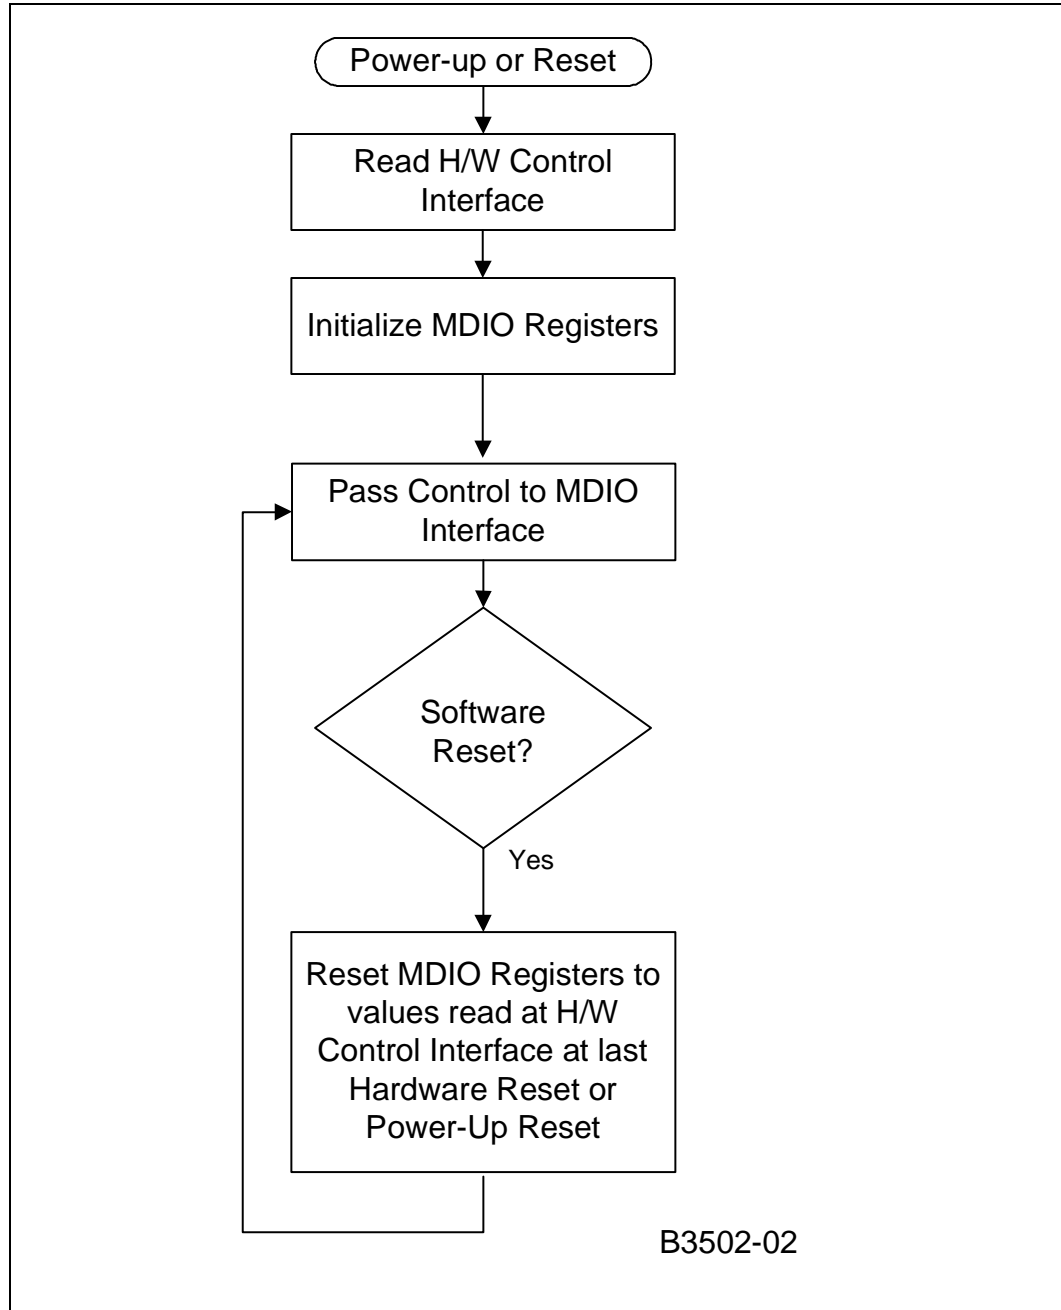 Power-up or Reset
Read H/W Control
Interface
Initialize MDIO Registers
Pass Control to MDIO
Interface
Software
Reset?
Yes
Reset MDIO Registers to
values read at H/W
Control Interface at last
Hardware Reset or
Power-Up Reset
B3502-02